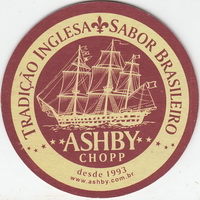 TRADIÇÃO INGLESA SABOR BRASILEIRO
ASHBY
CHOPP
desde 1993
www.ashby.com.br